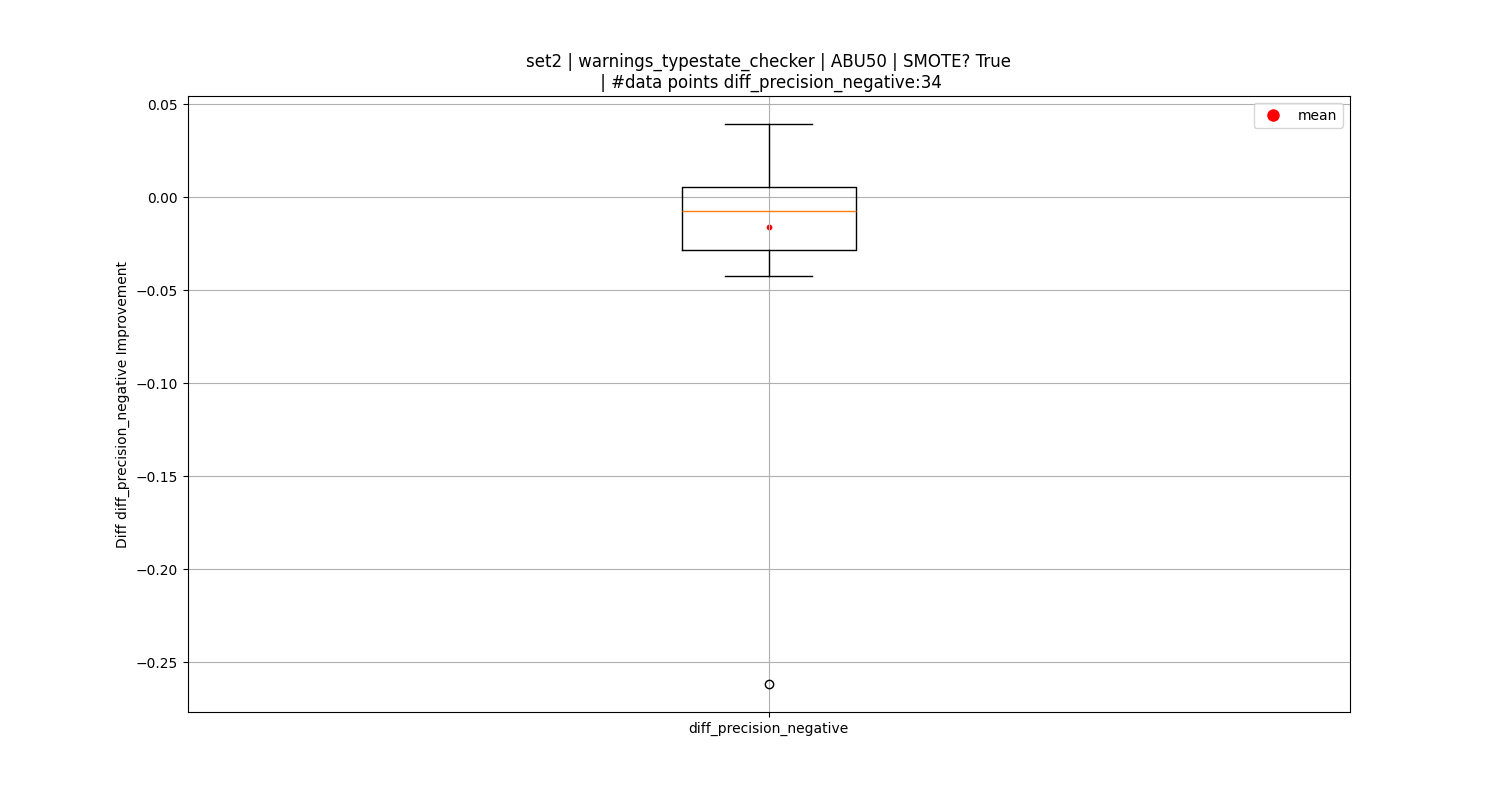 set2 | warnings_typestate_checker | ABU50 | SMOTE? True
| #data points diff_precision_negative:34
mean
0.05
0.00
−0.05
−0.10
−0.15
−0.20
−0.25
Diff diff_precision_negative Improvement
diff_precision_negative